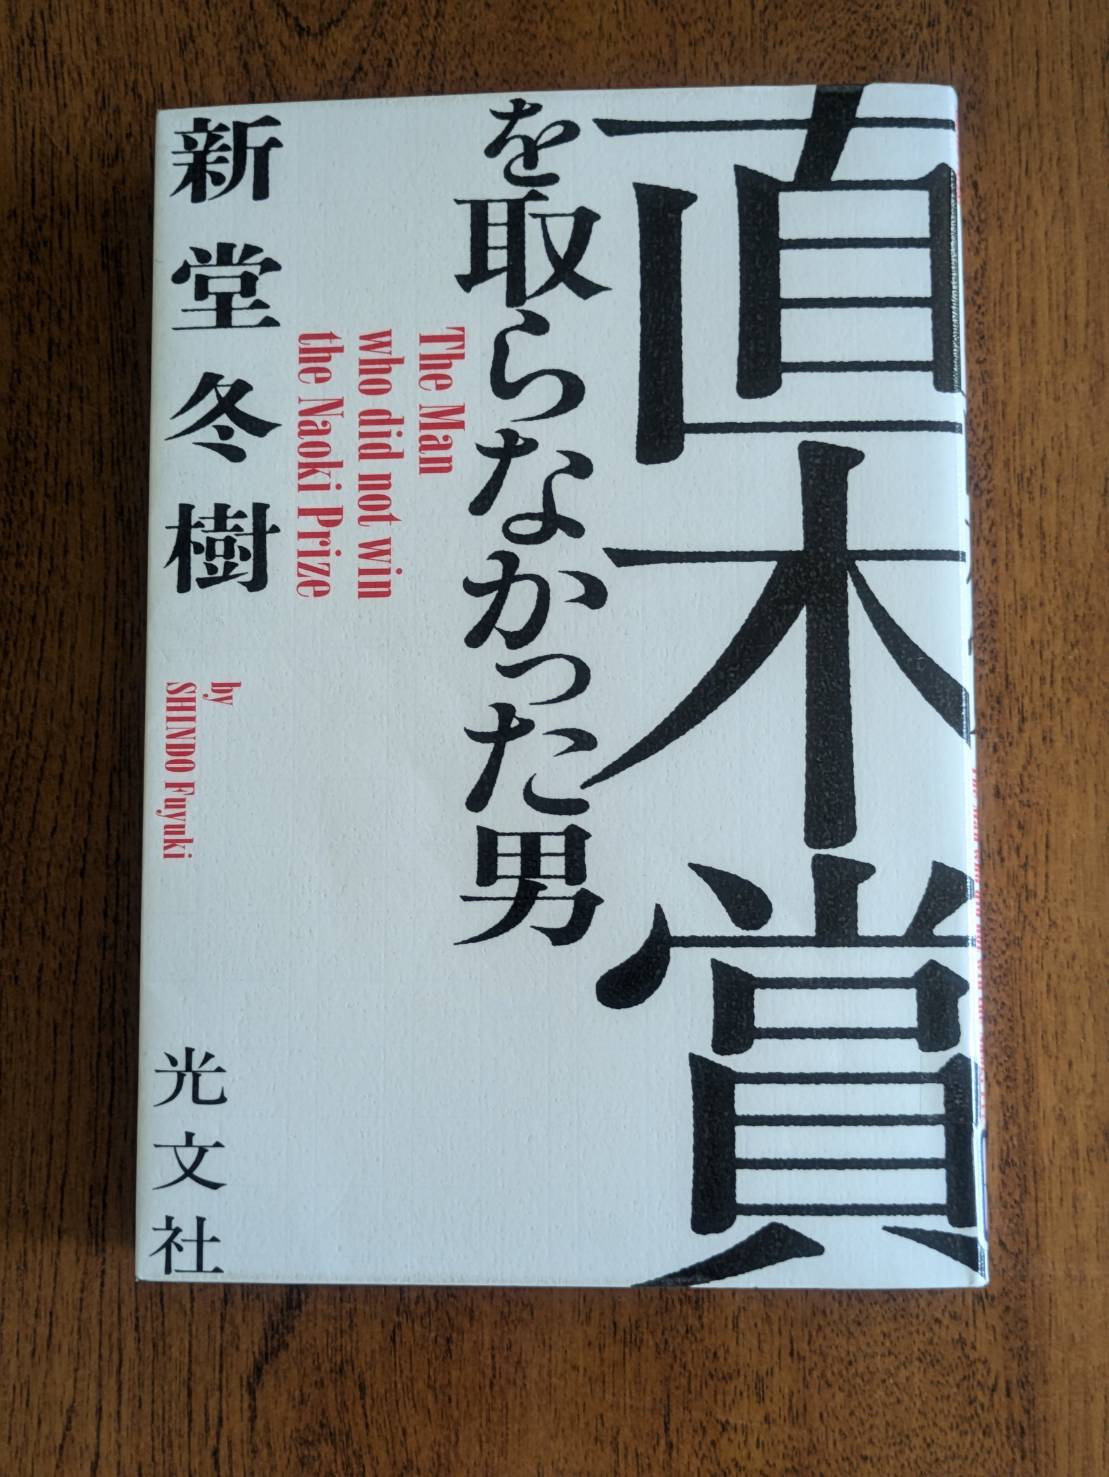 直木賞
を取らなかった男
The Man
who did not win
the Naoki Prize
新堂冬樹
by
SHINDO Fuyuki
光文社